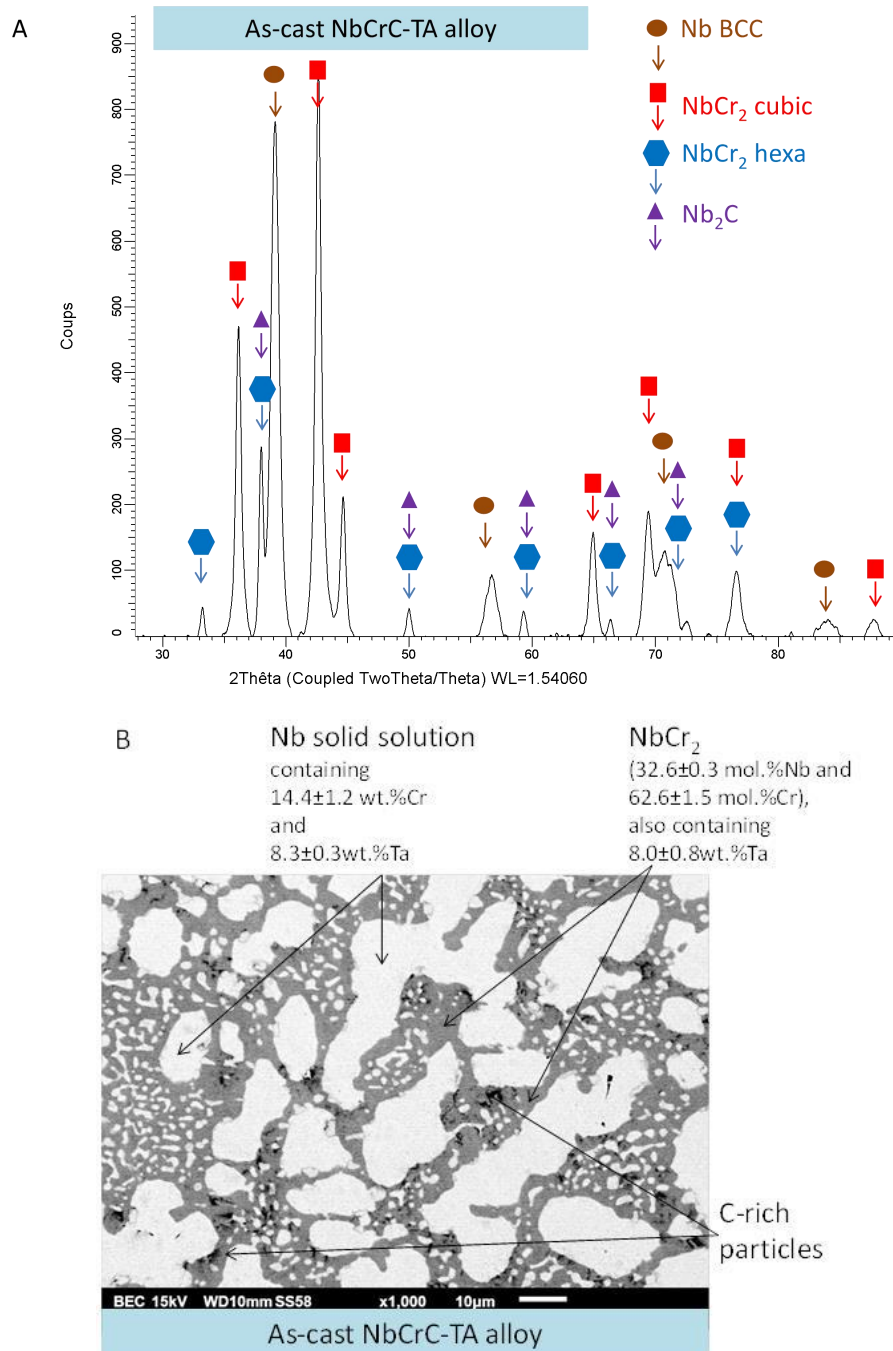 A
As-cast NbCrC-TA alloy
Nb BCC
NbCr₂ cubic
NbCr₂ hexa
Nb₂C
900
800
700
600
500
400
300
200
100
0
Coups
30 40 50 60 70 80
2Thêta (Coupled TwoTheta/Theta) WL=1.54060
B
Nb solid solution
containing
14.4±1.2 wt.%Cr
and
8.3±0.3wt.%Ta
NbCr₂
(32.6±0.3 mol.%Nb and
62.6±1.5 mol.%Cr),
also containing
8.0±0.8wt.%Ta
C-rich
particles
BEC 15kV WD10mm SS58 x1,000 10μm
As-cast NbCrC-TA alloy